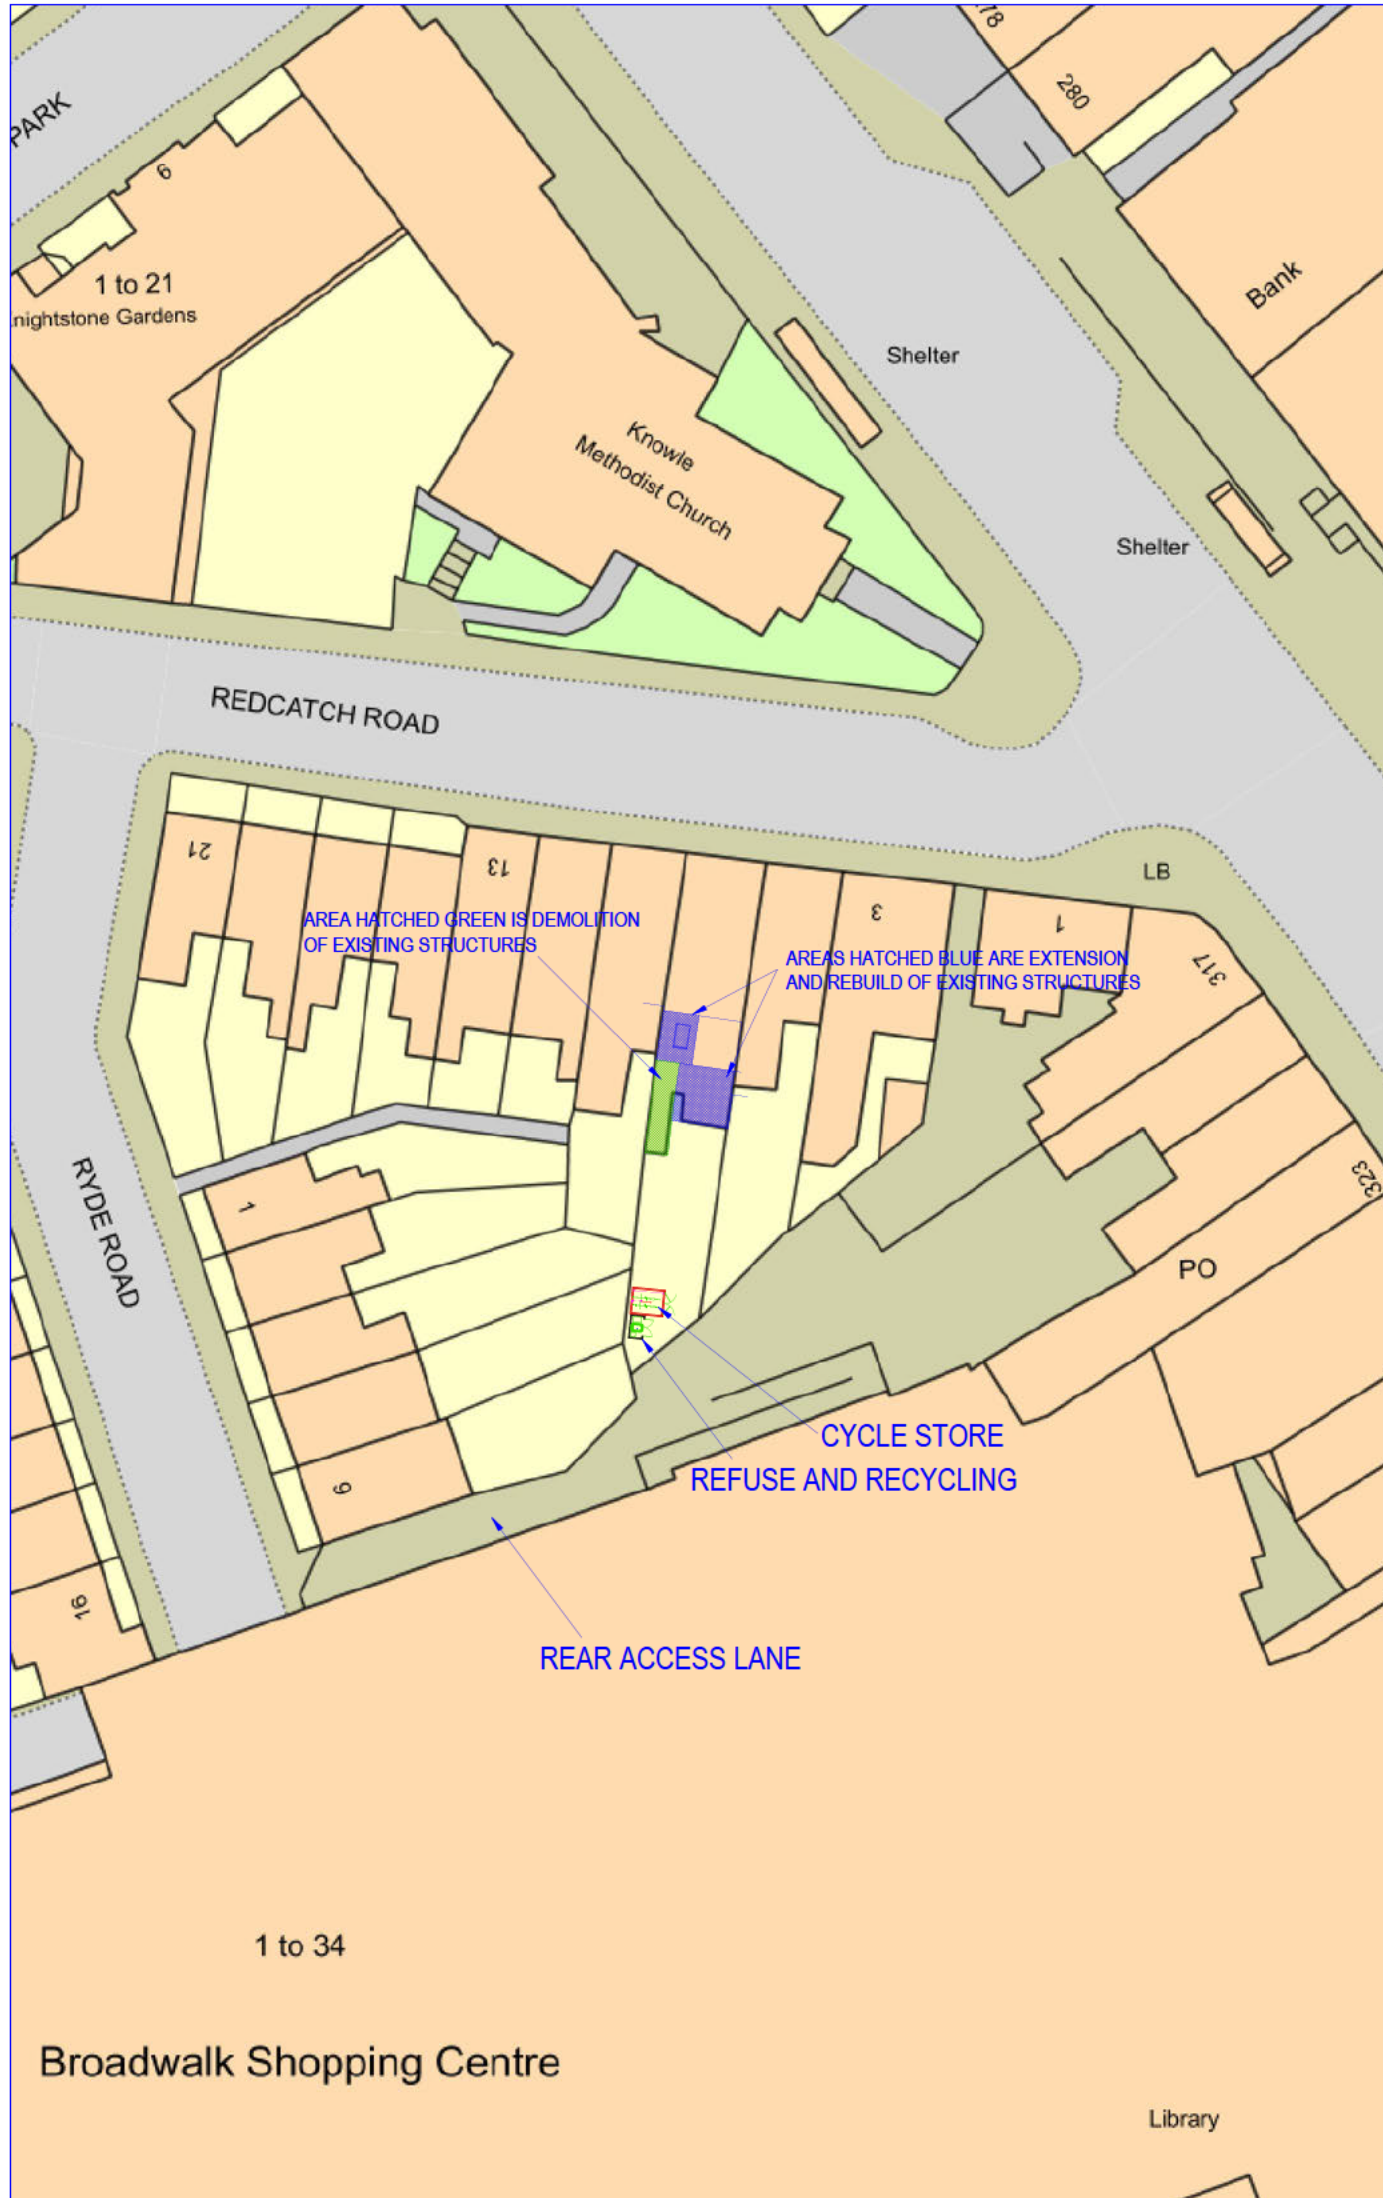 78
280
PARK
6
1 to 21
nightstone Gardens
Bank
Shelter
Knowle
Methodist Church
Shelter
REDCATCH ROAD
LB
21
13
3
1
317
AREA HATCHED GREEN IS DEMOLITION
OF EXISTING STRUCTURES
AREAS HATCHED BLUE ARE EXTENSION
AND REBUILD OF EXISTING STRUCTURES
323
RYDE ROAD
1
PO
CYCLE STORE
REFUSE AND RECYCLING
9
16
REAR ACCESS LANE
1 to 34
Broadwalk Shopping Centre
Library